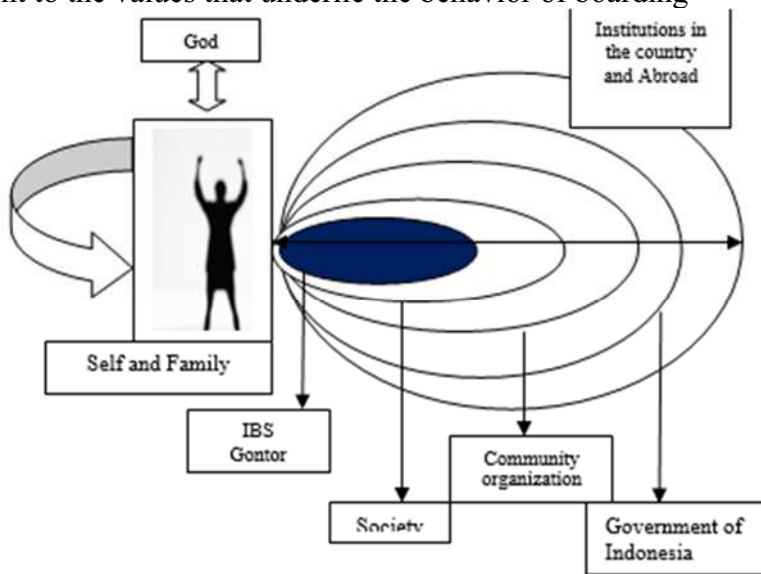 nt to the values that underlie the behavior of boarding
God
Institutions in
the country
and Abroad
Self and Family
IBS
Gontor
Community
organization
Society
Government of
Indonesia